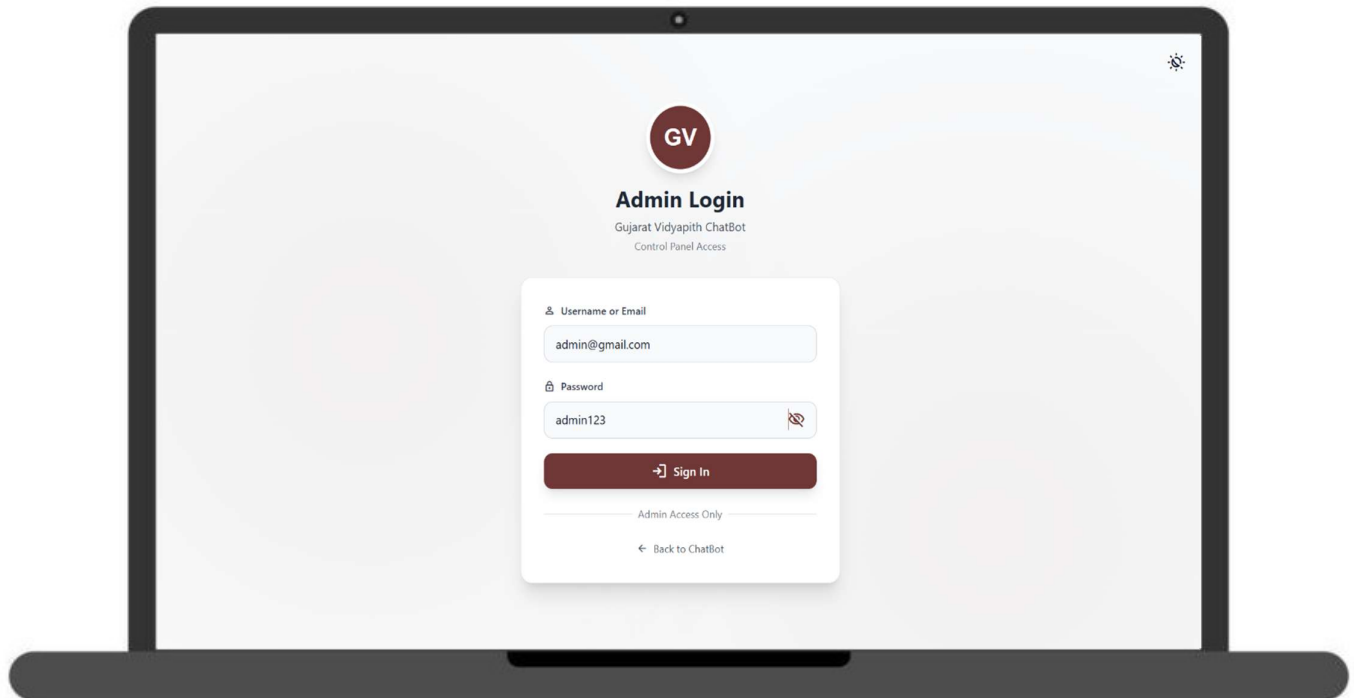 GV
Admin Login
Gujarat Vidyapith ChatBot
Control Panel Access
Username or Email
admin@gmail.com
Password
admin123
Sign In
Admin Access Only
Back to ChatBot